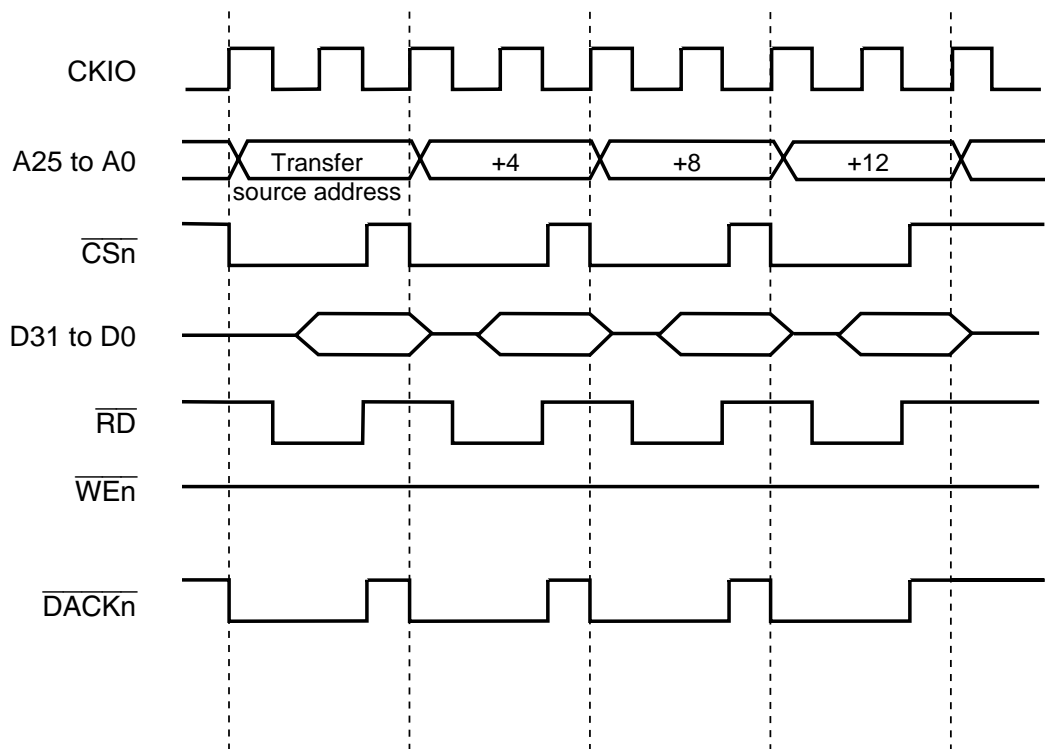 CKIO
A25 to A0
Transfer
source address
+4
+8
+12
CSn
D31 to D0
RD
WEn
DACKn